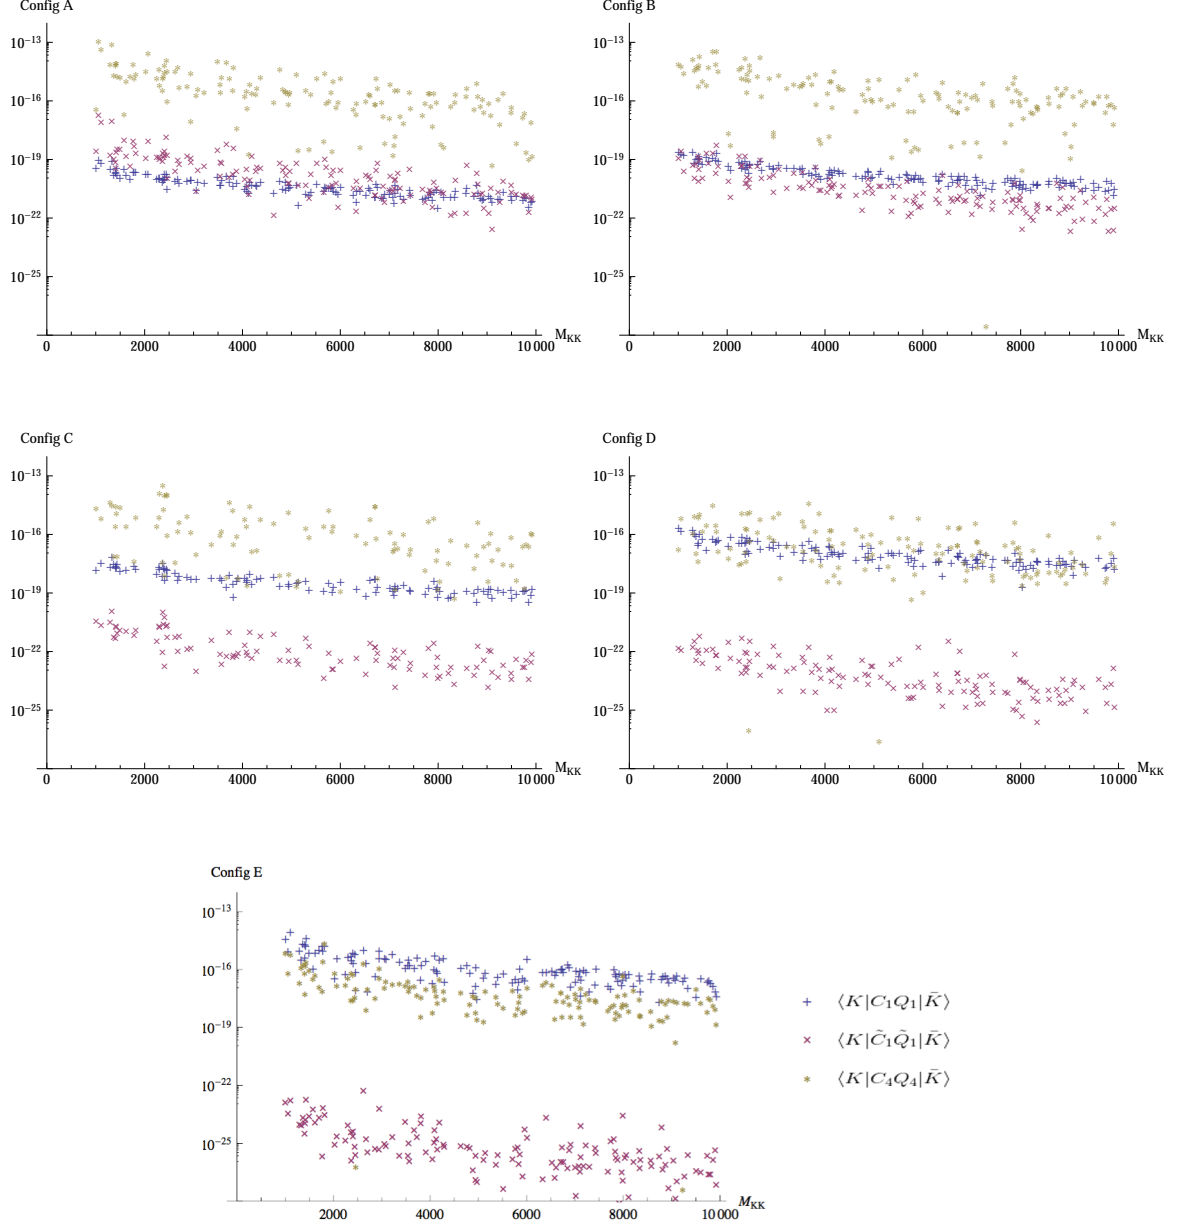 Config A
10⁻¹³
10⁻¹⁶
10⁻¹⁹
10⁻²²
10⁻²⁵
0 2000 4000 6000 8000 10 000 M_KK
Config B
10⁻¹³
10⁻¹⁶
10⁻¹⁹
10⁻²²
10⁻²⁵
0 2000 4000 6000 8000 10 000 M_KK
Config C
10⁻¹³
10⁻¹⁶
10⁻¹⁹
10⁻²²
10⁻²⁵
0 2000 4000 6000 8000 10 000 M_KK
Config D
10⁻¹³
10⁻¹⁶
10⁻¹⁹
10⁻²²
10⁻²⁵
0 2000 4000 6000 8000 10 000 M_KK
Config E
10⁻¹³
10⁻¹⁶
10⁻¹⁹
10⁻²²
10⁻²⁵
2000 4000 6000 8000 10 000 M_KK
+ ⟨K|C₁Q₁|K̄⟩
× ⟨K|C̃₁Q̃₁|K̄⟩
* ⟨K|C₄Q₄|K̄⟩